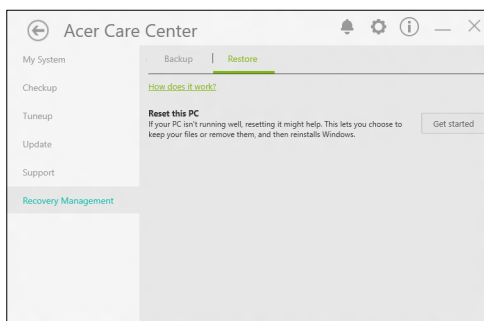 Acer Care Center
My System
Backup | Restore
Checkup
How does it work?
Tuneup
Reset this PC
If your PC isn't running well, resetting it might help. This lets you choose to
keep your files or remove them, and then reinstalls Windows.
Get started
Update
Support
Recovery Management